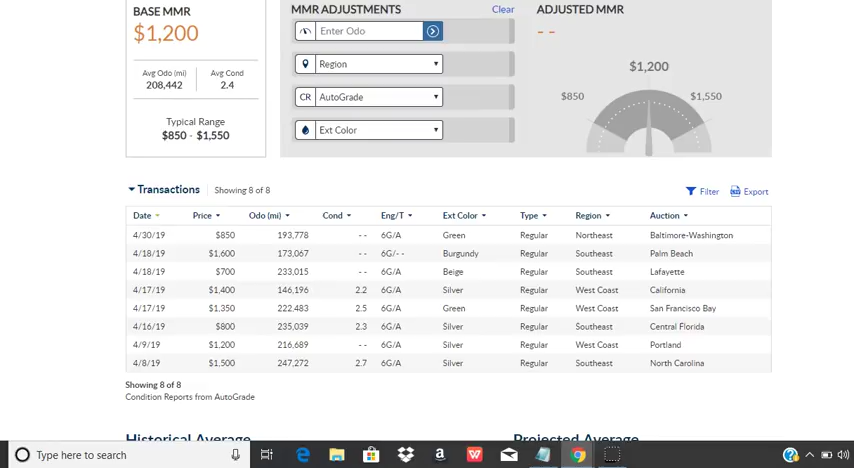 BASE MMR
$1,200
Avg Odo (mi) Avg Cond
208,442 2.4
Typical Range
$850 - $1,550
MMR ADJUSTMENTS Clear
Enter Odo
Region
CR AutoGrade
Ext Color
ADJUSTED MMR
- -
$1,200
$850 $1,550
Transactions Showing 8 of 8 Filter Export
Date Price Odo (mi) Cond Eng/T Ext Color Type Region Auction
4/30/19 $850 193,778 - - 6G/A Green Regular Northeast Baltimore-Washington
4/18/19 $1,600 173,067 - - 6G/- - Burgundy Regular Southeast Palm Beach
4/18/19 $700 233,015 - - 6G/A Beige Regular Southeast Lafayette
4/17/19 $1,400 146,196 2.2 6G/A Silver Regular West Coast California
4/17/19 $1,350 222,483 2.5 6G/A Green Regular West Coast San Francisco Bay
4/16/19 $800 235,039 2.3 6G/A Silver Regular Southeast Central Florida
4/9/19 $1,200 216,689 - - 6G/A Silver Regular West Coast Portland
4/8/19 $1,500 247,272 2.7 6G/A Silver Regular Southeast North Carolina
Showing 8 of 8
Condition Reports from AutoGrade
Historical Average Projected Average
Type here to search